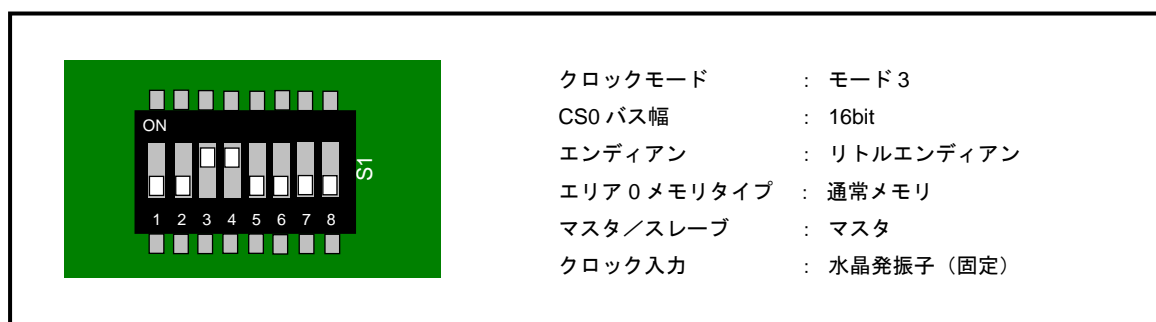 ON
1 2 3 4 5 6 7 8
S1
クロックモード : モード 3
CS0 バス幅 : 16bit
エンディアン : リトルエンディアン
エリア 0 メモリタイプ : 通常メモリ
マスタ／スレーブ : マスタ
クロック入力 : 水晶発振子（固定）